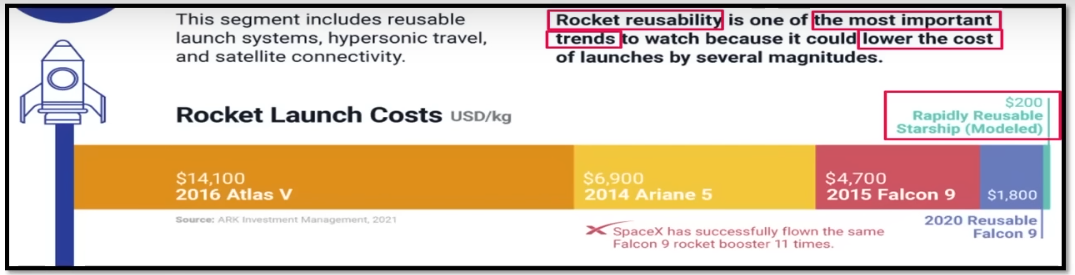 This segment includes reusable
launch systems, hypersonic travel,
and satellite connectivity.
Rocket reusability is one of the most important
trends to watch because it could lower the cost
of launches by several magnitudes.
Rocket Launch Costs USD/kg
$200
Rapidly Reusable
Starship (Modeled)
$14,100
2016 Atlas V
$6,900
2014 Ariane 5
$4,700
2015 Falcon 9
$1,800
2020 Reusable
Falcon 9
Source: ARK Investment Management, 2021
SpaceX has successfully flown the same
Falcon 9 rocket booster 11 times.